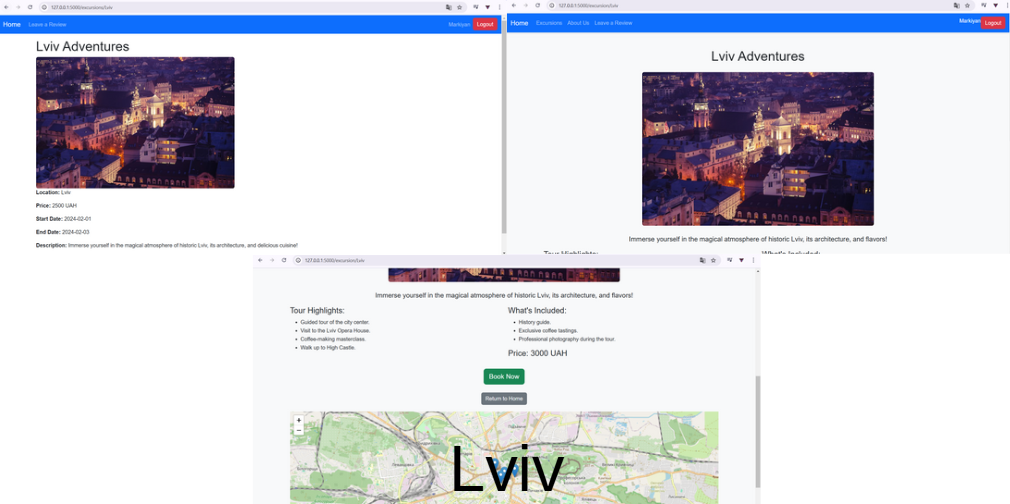 127.0.0.1:5000/excursions/lviv
Home Leave a Review Markiyan Logout
Lviv Adventures
Location: Lviv
Price: 2500 UAH
Start Date: 2024-02-01
End Date: 2024-02-03
Description: Immerse yourself in the magical atmosphere of historic Lviv, its architecture, and delicious cuisine!
127.0.0.1:5000/excursion/lviv
Home Excursions About Us Leave a Review Markiyan Logout
Lviv Adventures
Immerse yourself in the magical atmosphere of historic Lviv, its architecture, and flavors!
Tour Highlights: What's Included:
127.0.0.1:5000/excursion/lviv
Immerse yourself in the magical atmosphere of historic Lviv, its architecture, and flavors!
Tour Highlights:
Guided tour of the city center.
Visit to the Lviv Opera House.
Coffee-making masterclass.
Walk up to High Castle.
What's Included:
History guide.
Exclusive coffee tastings.
Professional photography during the tour.
Price: 3000 UAH
Book Now
Return to Home
+
−
Lviv